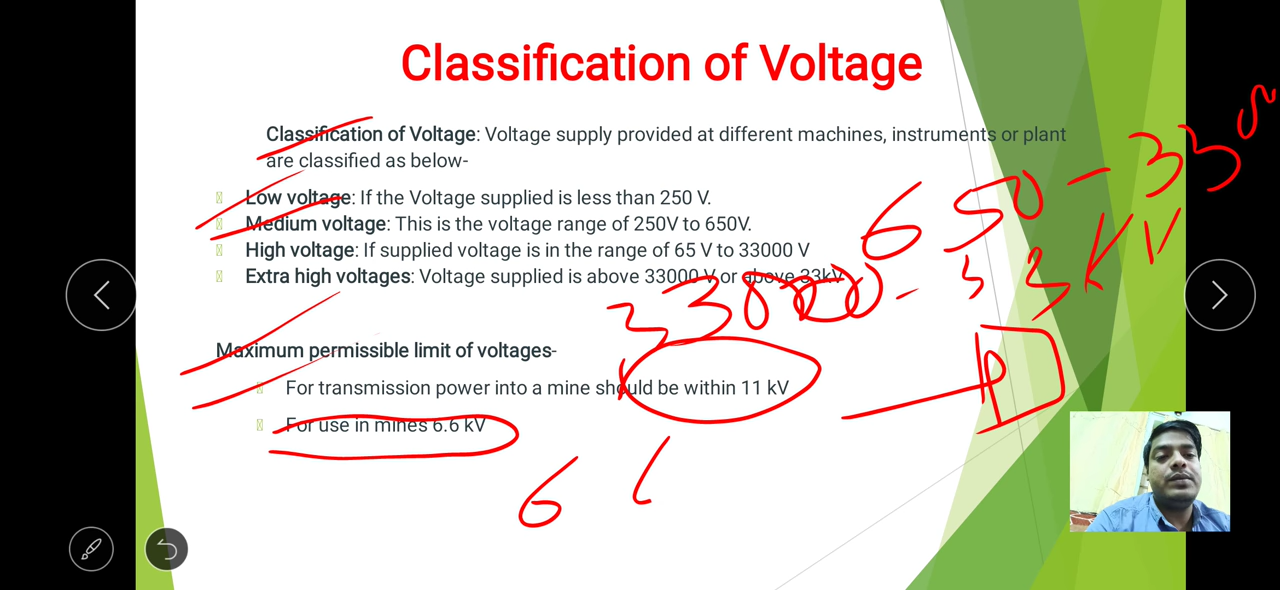 Classification of Voltage
Classification of Voltage: Voltage supply provided at different machines, instruments or plant
are classified as below-
Low voltage: If the Voltage supplied is less than 250 V.
Medium voltage: This is the voltage range of 250V to 650V.
High voltage: If supplied voltage is in the range of 65 V to 33000 V
Extra high voltages: Voltage supplied is above 33000 V or above 33kV
650 - 33
33000 - 33 KV
Maximum permissible limit of voltages-
For transmission power into a mine should be within 11 kV
For use in mines 6.6 kV
6